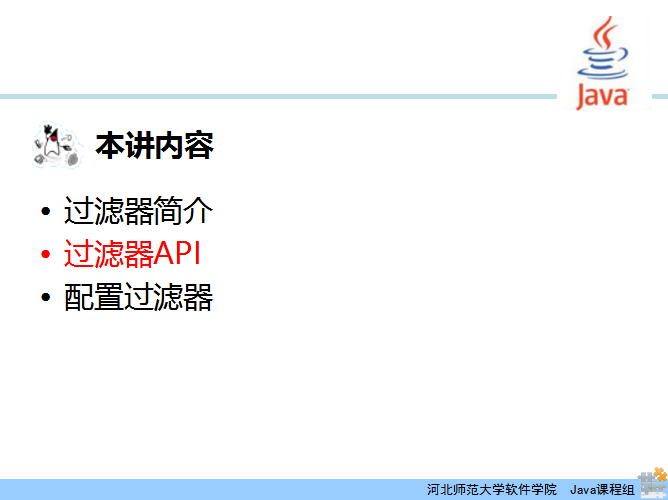 Java
本讲内容
• 过滤器简介
• 过滤器API
• 配置过滤器
河北师范大学软件学院 Java课程组